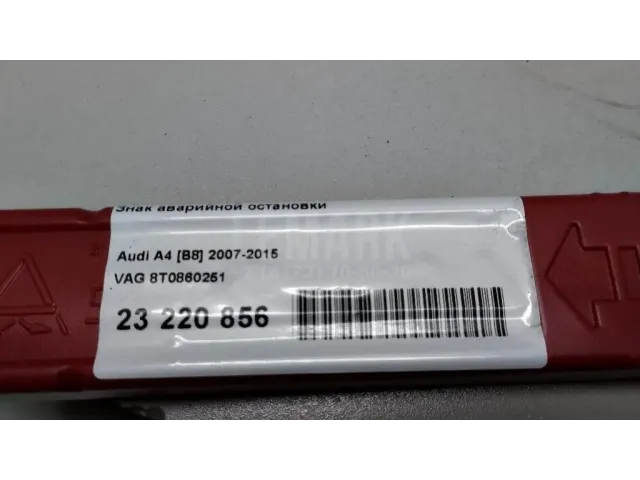 Знак аварийной остановки
Audi A4 [B8] 2007-2015
VAG 8T0860251
23 220 856